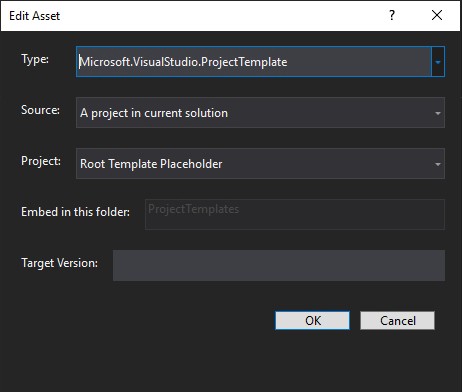 Edit Asset
?
Type: Microsoft.VisualStudio.ProjectTemplate
Source: A project in current solution
Project: Root Template Placeholder
Embed in this folder: ProjectTemplates
Target Version:
OK Cancel